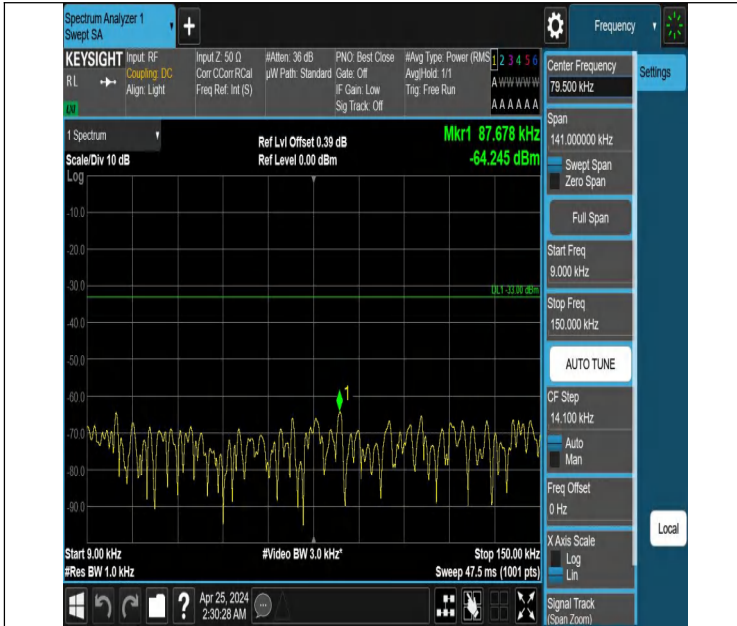 Spectrum Analyzer 1
Swept SA
+
Frequency
KEYSIGHT
RL
Input: RF
Coupling: DC
Align: Light
Input Z: 50 Ω
Corr CCorr RCal
Freq Ref: Int (S)
#Atten: 36 dB
µW Path: Standard
PNO: Best Close
Gate: Off
IF Gain: Low
Sig Track: Off
#Avg Type: Power (RMS
Avg|Hold: 1/1
Trig: Free Run
1 2 3 4 5 6
A W W W W W
A A A A A A
1 Spectrum
Scale/Div 10 dB
Log
Ref Lvl Offset 0.39 dB
Ref Level 0.00 dBm
Mkr1 87.678 kHz
-64.245 dBm
-10.0
-20.0
-30.0
DL1 -33.00 dBm
-40.0
-50.0
-60.0
1
-70.0
-80.0
-90.0
Start 9.00 kHz
#Video BW 3.0 kHz*
Stop 150.00 kHz
#Res BW 1.0 kHz
Sweep 47.5 ms (1001 pts)
?
Apr 25, 2024
2:30:28 AM
Center Frequency
79.500 kHz
Span
141.000000 kHz
Swept Span
Zero Span
Full Span
Start Freq
9.000 kHz
Stop Freq
150.000 kHz
AUTO TUNE
CF Step
14.100 kHz
Auto
Man
Freq Offset
0 Hz
X Axis Scale
Log
Lin
Signal Track
(Span Zoom)
Settings
Local